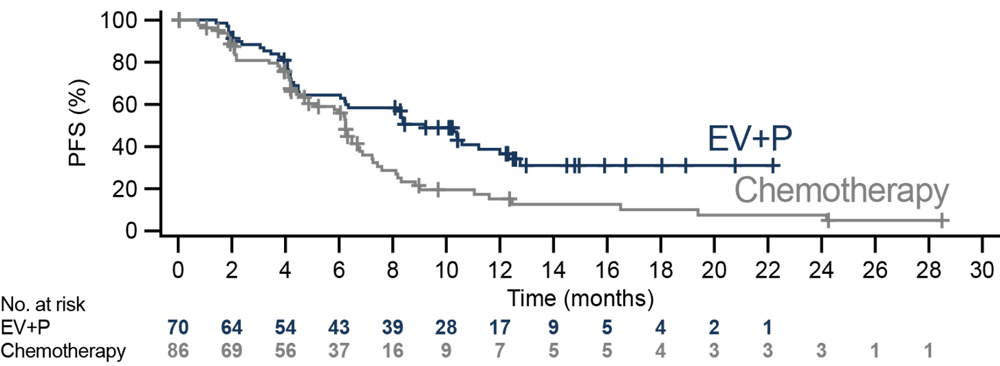 100
80
60
40
20
0
PFS (%)
EV+P
Chemotherapy
0 2 4 6 8 10 12 14 16 18 20 22 24 26 28 30
Time (months)
No. at risk
EV+P 70 64 54 43 39 28 17 9 5 4 2 1
Chemotherapy 86 69 56 37 16 9 7 5 5 4 3 3 3 1 1